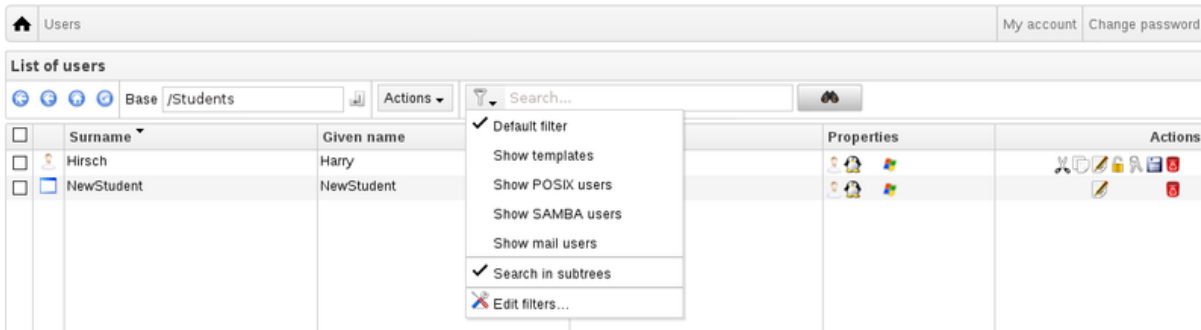 Users My account Change password
List of users
Base /Students Actions Search...
Surname Given name Properties Actions
Default filter
Hirsch Harry
Show templates
NewStudent NewStudent
Show POSIX users
Show SAMBA users
Show mail users
Search in subtrees
Edit filters...